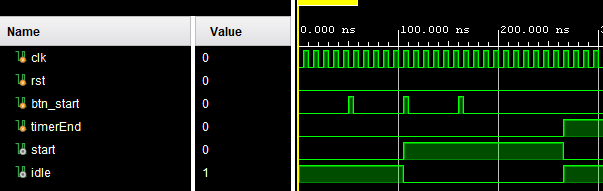 Name Value
0.000 ns 100.000 ns 200.000 ns
clk 0
rst 0
btn_start 0
timerEnd 0
start 0
idle 1